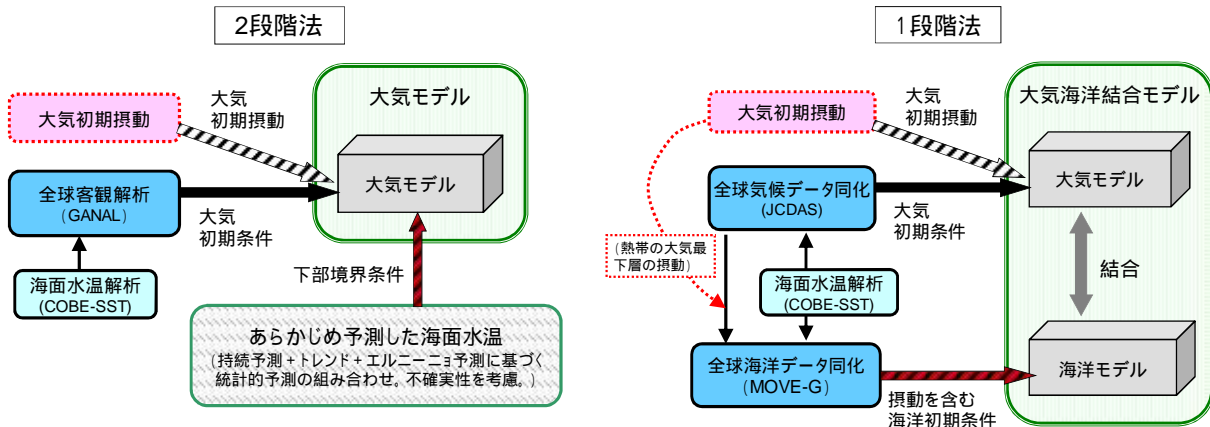 2段階法
大気モデル
大気初期摂動
大気
初期摂動
大気モデル
全球客観解析
(GANAL)
大気
初期条件
海面水温解析
(COBE-SST)
下部境界条件
あらかじめ予測した海面水温
(持続予測+トレンド+エルニーニョ予測に基づく
統計的予測の組み合わせ。不確実性を考慮。)
1段階法
大気海洋結合モデル
大気初期摂動
大気
初期摂動
大気モデル
全球気候データ同化
(JCDAS)
大気
初期条件
(熱帯の大気最
下層の摂動)
海面水温解析
(COBE-SST)
結合
全球海洋データ同化
(MOVE-G)
海洋モデル
摂動を含む
海洋初期条件